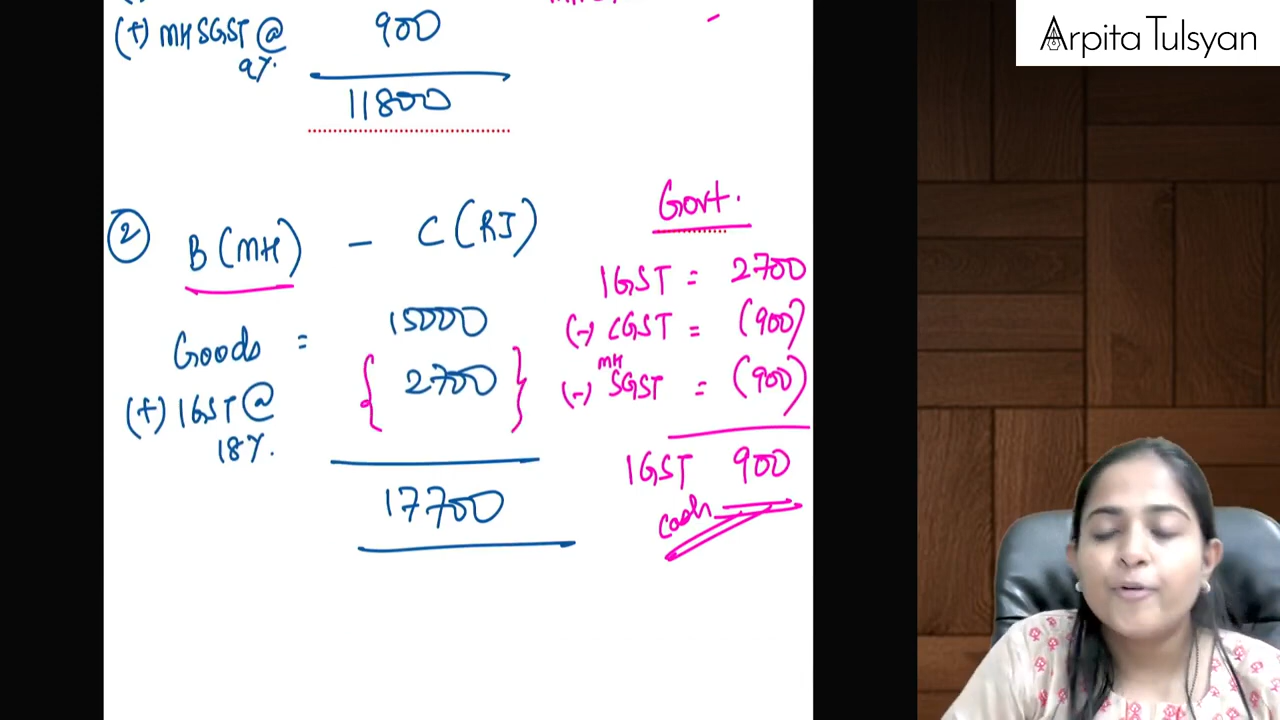 Arpita Tulsyan
(+) MH SGST @ 900
9%.
11800
② B (MH) – C (RJ)
Goods = 15000
(+) IGST @ { 2700 }
18%.
17700
Govt.
IGST = 2700
(-) CGST = (900)
MH
(-) SGST = (900)
IGST 900
Cash